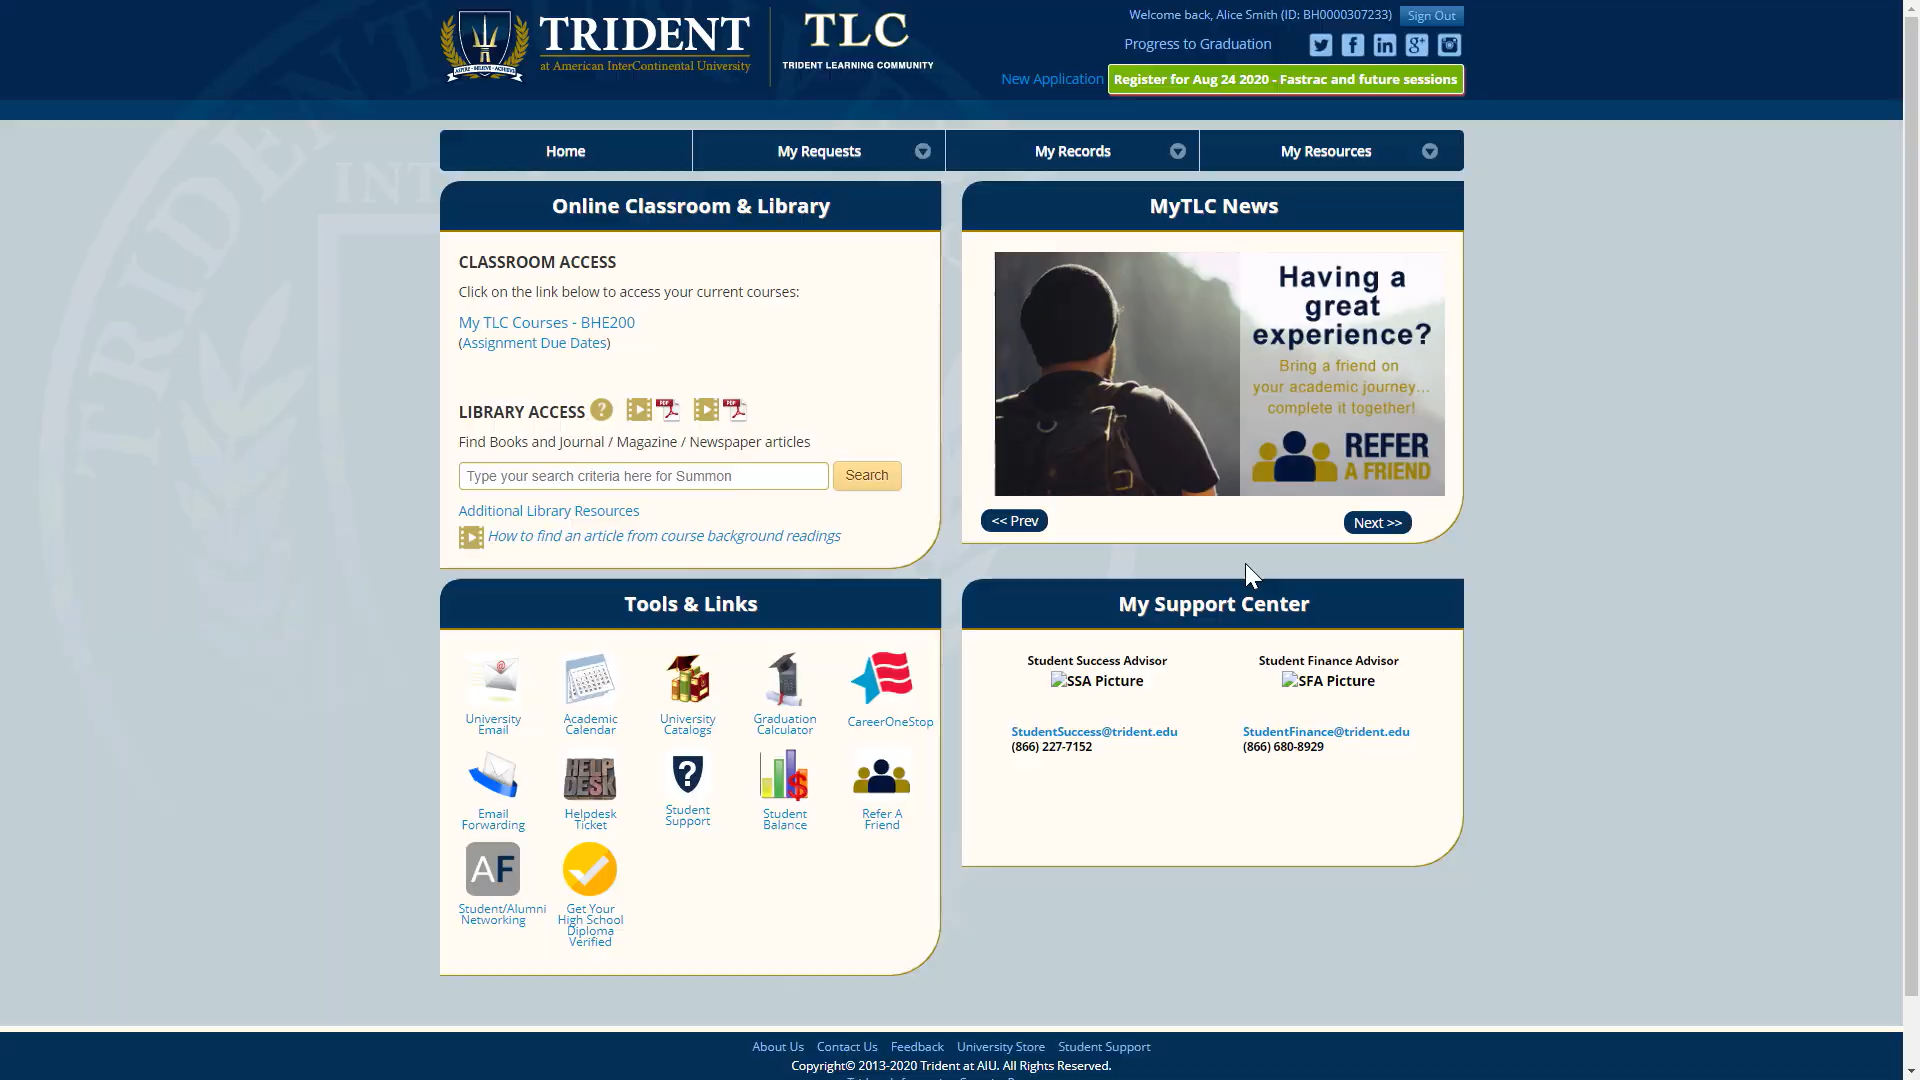 TRIDENT
at American InterContinental University
ASPIRE · BELIEVE · ACHIEVE
TLC
TRIDENT LEARNING COMMUNITY
Welcome back, Alice Smith (ID: BH0000307233)
Sign Out
Progress to Graduation
New Application
Register for Aug 24 2020 - Fastrac and future sessions
Home
My Requests
My Records
My Resources
Online Classroom & Library
CLASSROOM ACCESS
Click on the link below to access your current courses:
My TLC Courses - BHE200
(Assignment Due Dates)
LIBRARY ACCESS
Find Books and Journal / Magazine / Newspaper articles
Type your search criteria here for Summon
Search
Additional Library Resources
How to find an article from course background readings
MyTLC News
Having a
great
experience?
Bring a friend on
your academic journey...
complete it together!
REFER
A FRIEND
<< Prev
Next >>
Tools & Links
University
Email
Academic
Calendar
University
Catalogs
Graduation
Calculator
CareerOneStop
Email
Forwarding
HELP
DESK
Helpdesk
Ticket
Student
Support
Student
Balance
Refer A
Friend
AF
Student/Alumni
Networking
Get Your
High School
Diploma
Verified
My Support Center
Student Success Advisor
SSA Picture
StudentSuccess@trident.edu
(866) 227-7152
Student Finance Advisor
SFA Picture
StudentFinance@trident.edu
(866) 680-8929
About Us
Contact Us
Feedback
University Store
Student Support
Copyright© 2013-2020 Trident at AIU. All Rights Reserved.